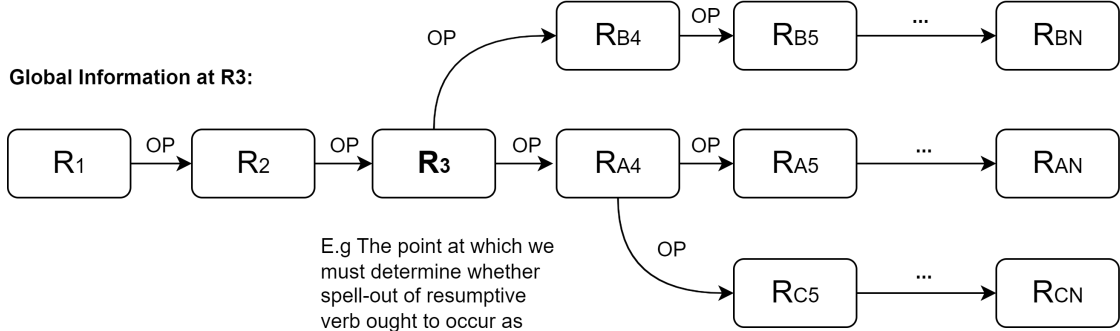 OP
RB4
OP
RB5
...
RBN
Global Information at R3:
R1
OP
R2
OP
R3
OP
RA4
OP
RA5
...
RAN
E.g The point at which we
must determine whether
spell-out of resumptive
verb ought to occur as
OP
RC5
...
RCN